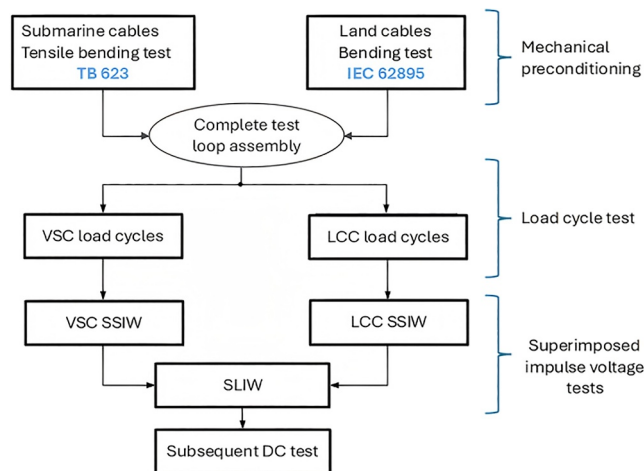 Submarine cables
Tensile bending test
TB 623
Land cables
Bending test
IEC 62895
Mechanical
preconditioning
Complete test
loop assembly
VSC load cycles
LCC load cycles
Load cycle test
VSC SSIW
LCC SSIW
Superimposed
impulse voltage
tests
SLIW
Subsequent DC test